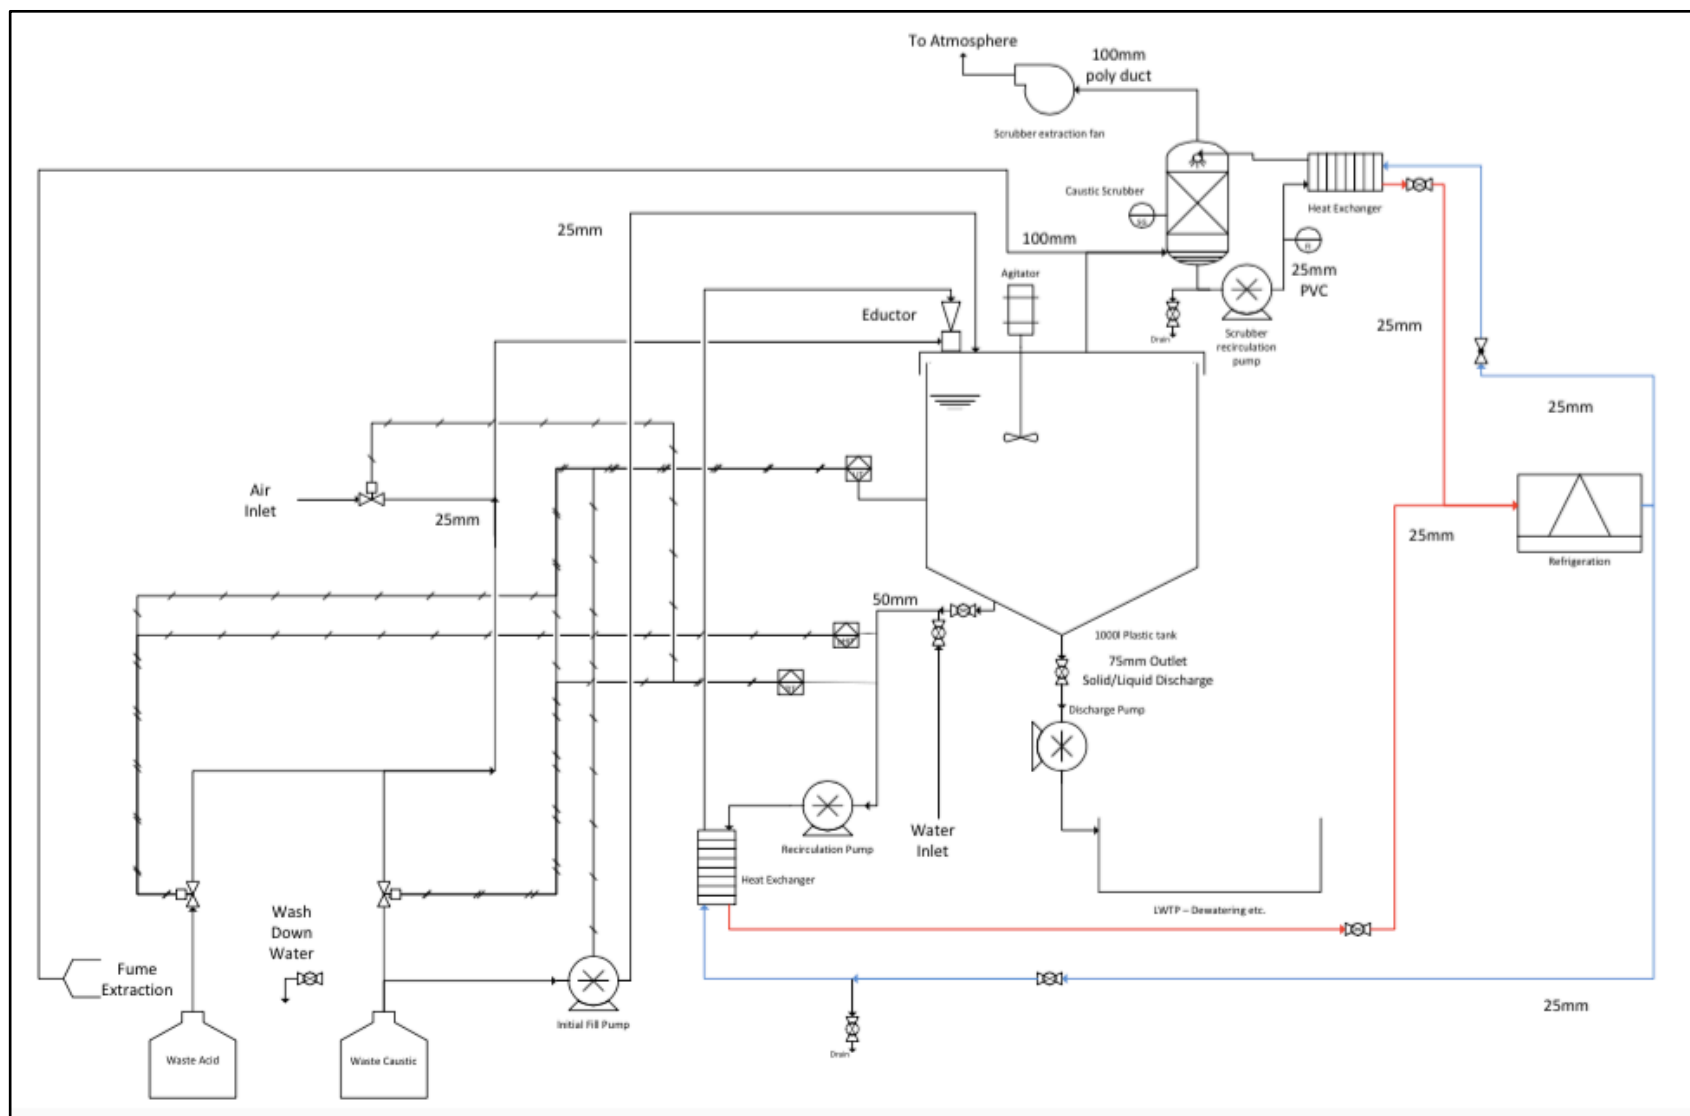 To Atmosphere
100mm
poly duct
Scrubber extraction fan
Caustic Scrubber
Heat Exchanger
25mm
100mm
Agitator
25mm
PVC
Eductor
Drain
Scrubber
recirculation
pump
25mm
25mm
Air
Inlet
25mm
25mm
Refrigeration
50mm
1000l Plastic tank
75mm Outlet
Solid/Liquid Discharge
Discharge Pump
Recirculation Pump
Water
Inlet
Heat Exchanger
LWTP – Dewatering etc.
Wash
Down
Water
Fume
Extraction
25mm
Initial Fill Pump
Drain
Waste Acid
Waste Caustic